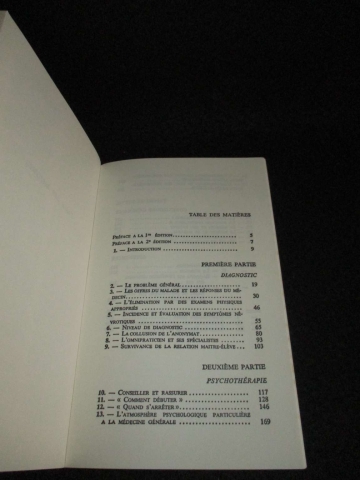 TABLE DES MATIÈRES
PRÉFACE A LA 1re ÉDITION 5
PRÉFACE A LA 2e ÉDITION 7
1. — INTRODUCTION 9
PREMIÈRE PARTIE
DIAGNOSTIC
2. — LE PROBLÈME GÉNÉRAL 19
3. — LES OFFRES DU MALADE ET LES RÉPONSES DU MÉ-
DECIN 30
4. — L'ÉLIMINATION PAR DES EXAMENS PHYSIQUES
APPROPRIÉS 46
5. — INCIDENCE ET ÉVALUATION DES SYMPTÔMES NÉ-
VROTIQUES 55
6. — NIVEAU DE DIAGNOSTIC 65
7. — LA COLLUSION DE L'ANONYMAT 80
8. — L'OMNIPRATICIEN ET SES SPÉCIALISTES 93
9. — SURVIVANCE DE LA RELATION MAITRE-ÉLÈVE 103
DEUXIÈME PARTIE
PSYCHOTHÉRAPIE
10. — CONSEILLER ET RASSURER 117
11. — « COMMENT DÉBUTER » 128
12. — « QUAND S'ARRÊTER » 146
13. — L'ATMOSPHÈRE PSYCHOLOGIQUE PARTICULIÈRE
A LA MÉDECINE GÉNÉRALE 169